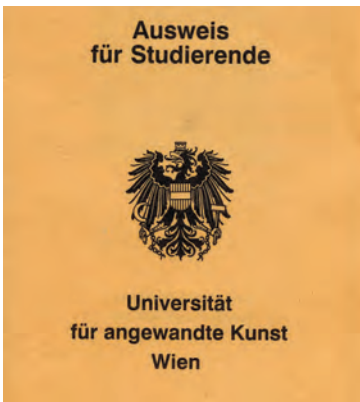 Ausweis
für Studierende
Universität
für angewandte Kunst
Wien